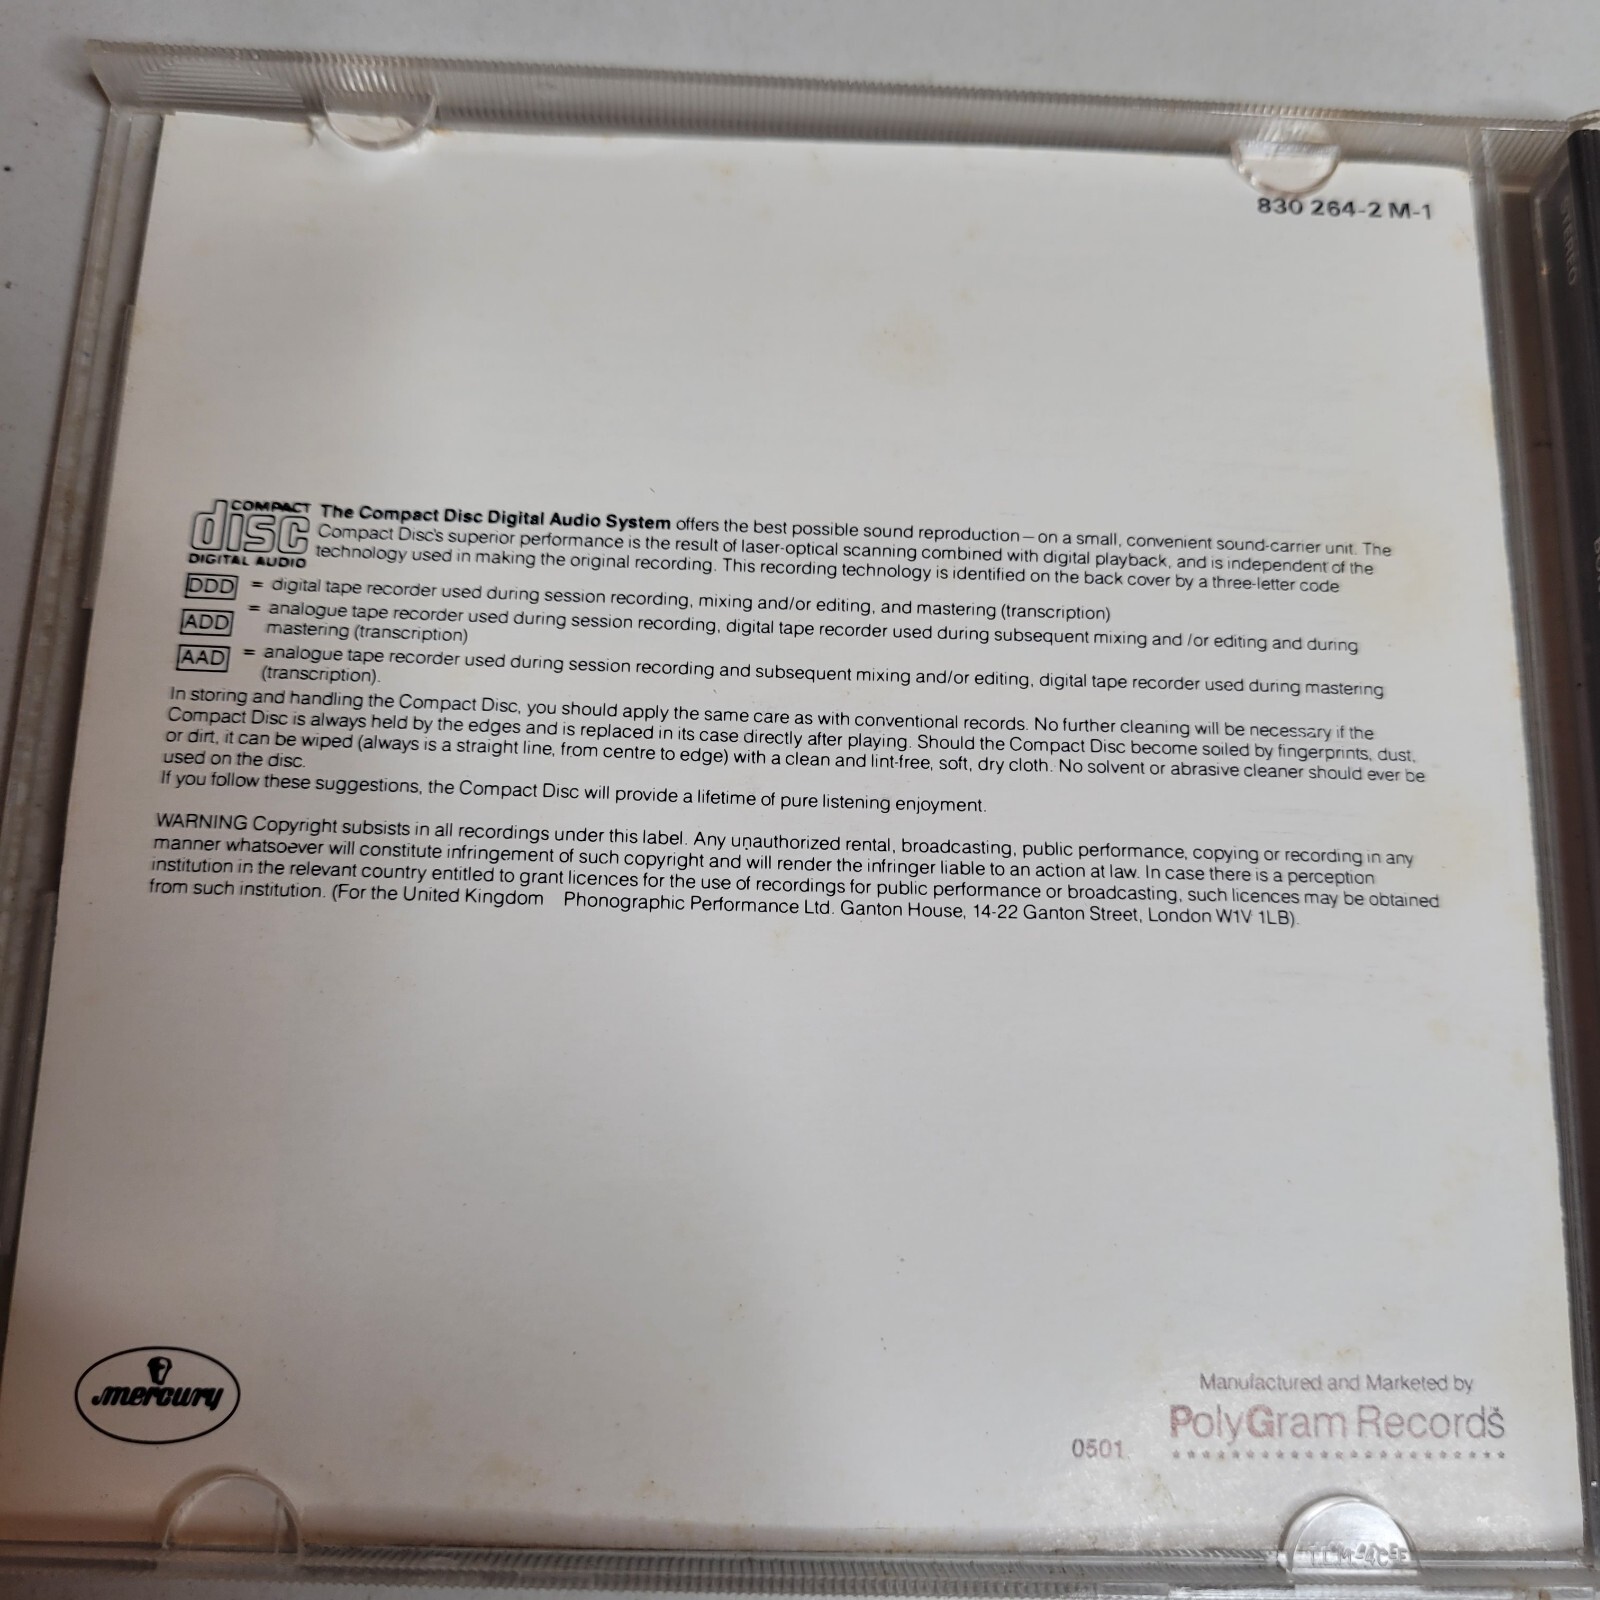 830 264-2 M-1
COMPACT
disc
DIGITAL AUDIO
The Compact Disc Digital Audio System offers the best possible sound reproduction – on a small, convenient sound-carrier unit. The
Compact Disc's superior performance is the result of laser-optical scanning combined with digital playback, and is independent of the
technology used in making the original recording. This recording technology is identified on the back cover by a three-letter code
DDD = digital tape recorder used during session recording, mixing and/or editing, and mastering (transcription)
ADD = analogue tape recorder used during session recording, digital tape recorder used during subsequent mixing and /or editing and during
mastering (transcription)
AAD = analogue tape recorder used during session recording and subsequent mixing and/or editing, digital tape recorder used during mastering
(transcription).
In storing and handling the Compact Disc, you should apply the same care as with conventional records. No further cleaning will be necessary if the
Compact Disc is always held by the edges and is replaced in its case directly after playing. Should the Compact Disc become soiled by fingerprints, dust,
or dirt, it can be wiped (always is a straight line, from centre to edge) with a clean and lint-free, soft, dry cloth. No solvent or abrasive cleaner should ever be
used on the disc.
If you follow these suggestions, the Compact Disc will provide a lifetime of pure listening enjoyment.
WARNING Copyright subsists in all recordings under this label. Any unauthorized rental, broadcasting, public performance, copying or recording in any
manner whatsoever will constitute infringement of such copyright and will render the infringer liable to an action at law. In case there is a perception
institution in the relevant country entitled to grant licences for the use of recordings for public performance or broadcasting, such licences may be obtained
from such institution. (For the United Kingdom Phonographic Performance Ltd. Ganton House, 14-22 Ganton Street, London W1V 1LB).
mercury
Manufactured and Marketed by
PolyGram Records
0501
STEREO